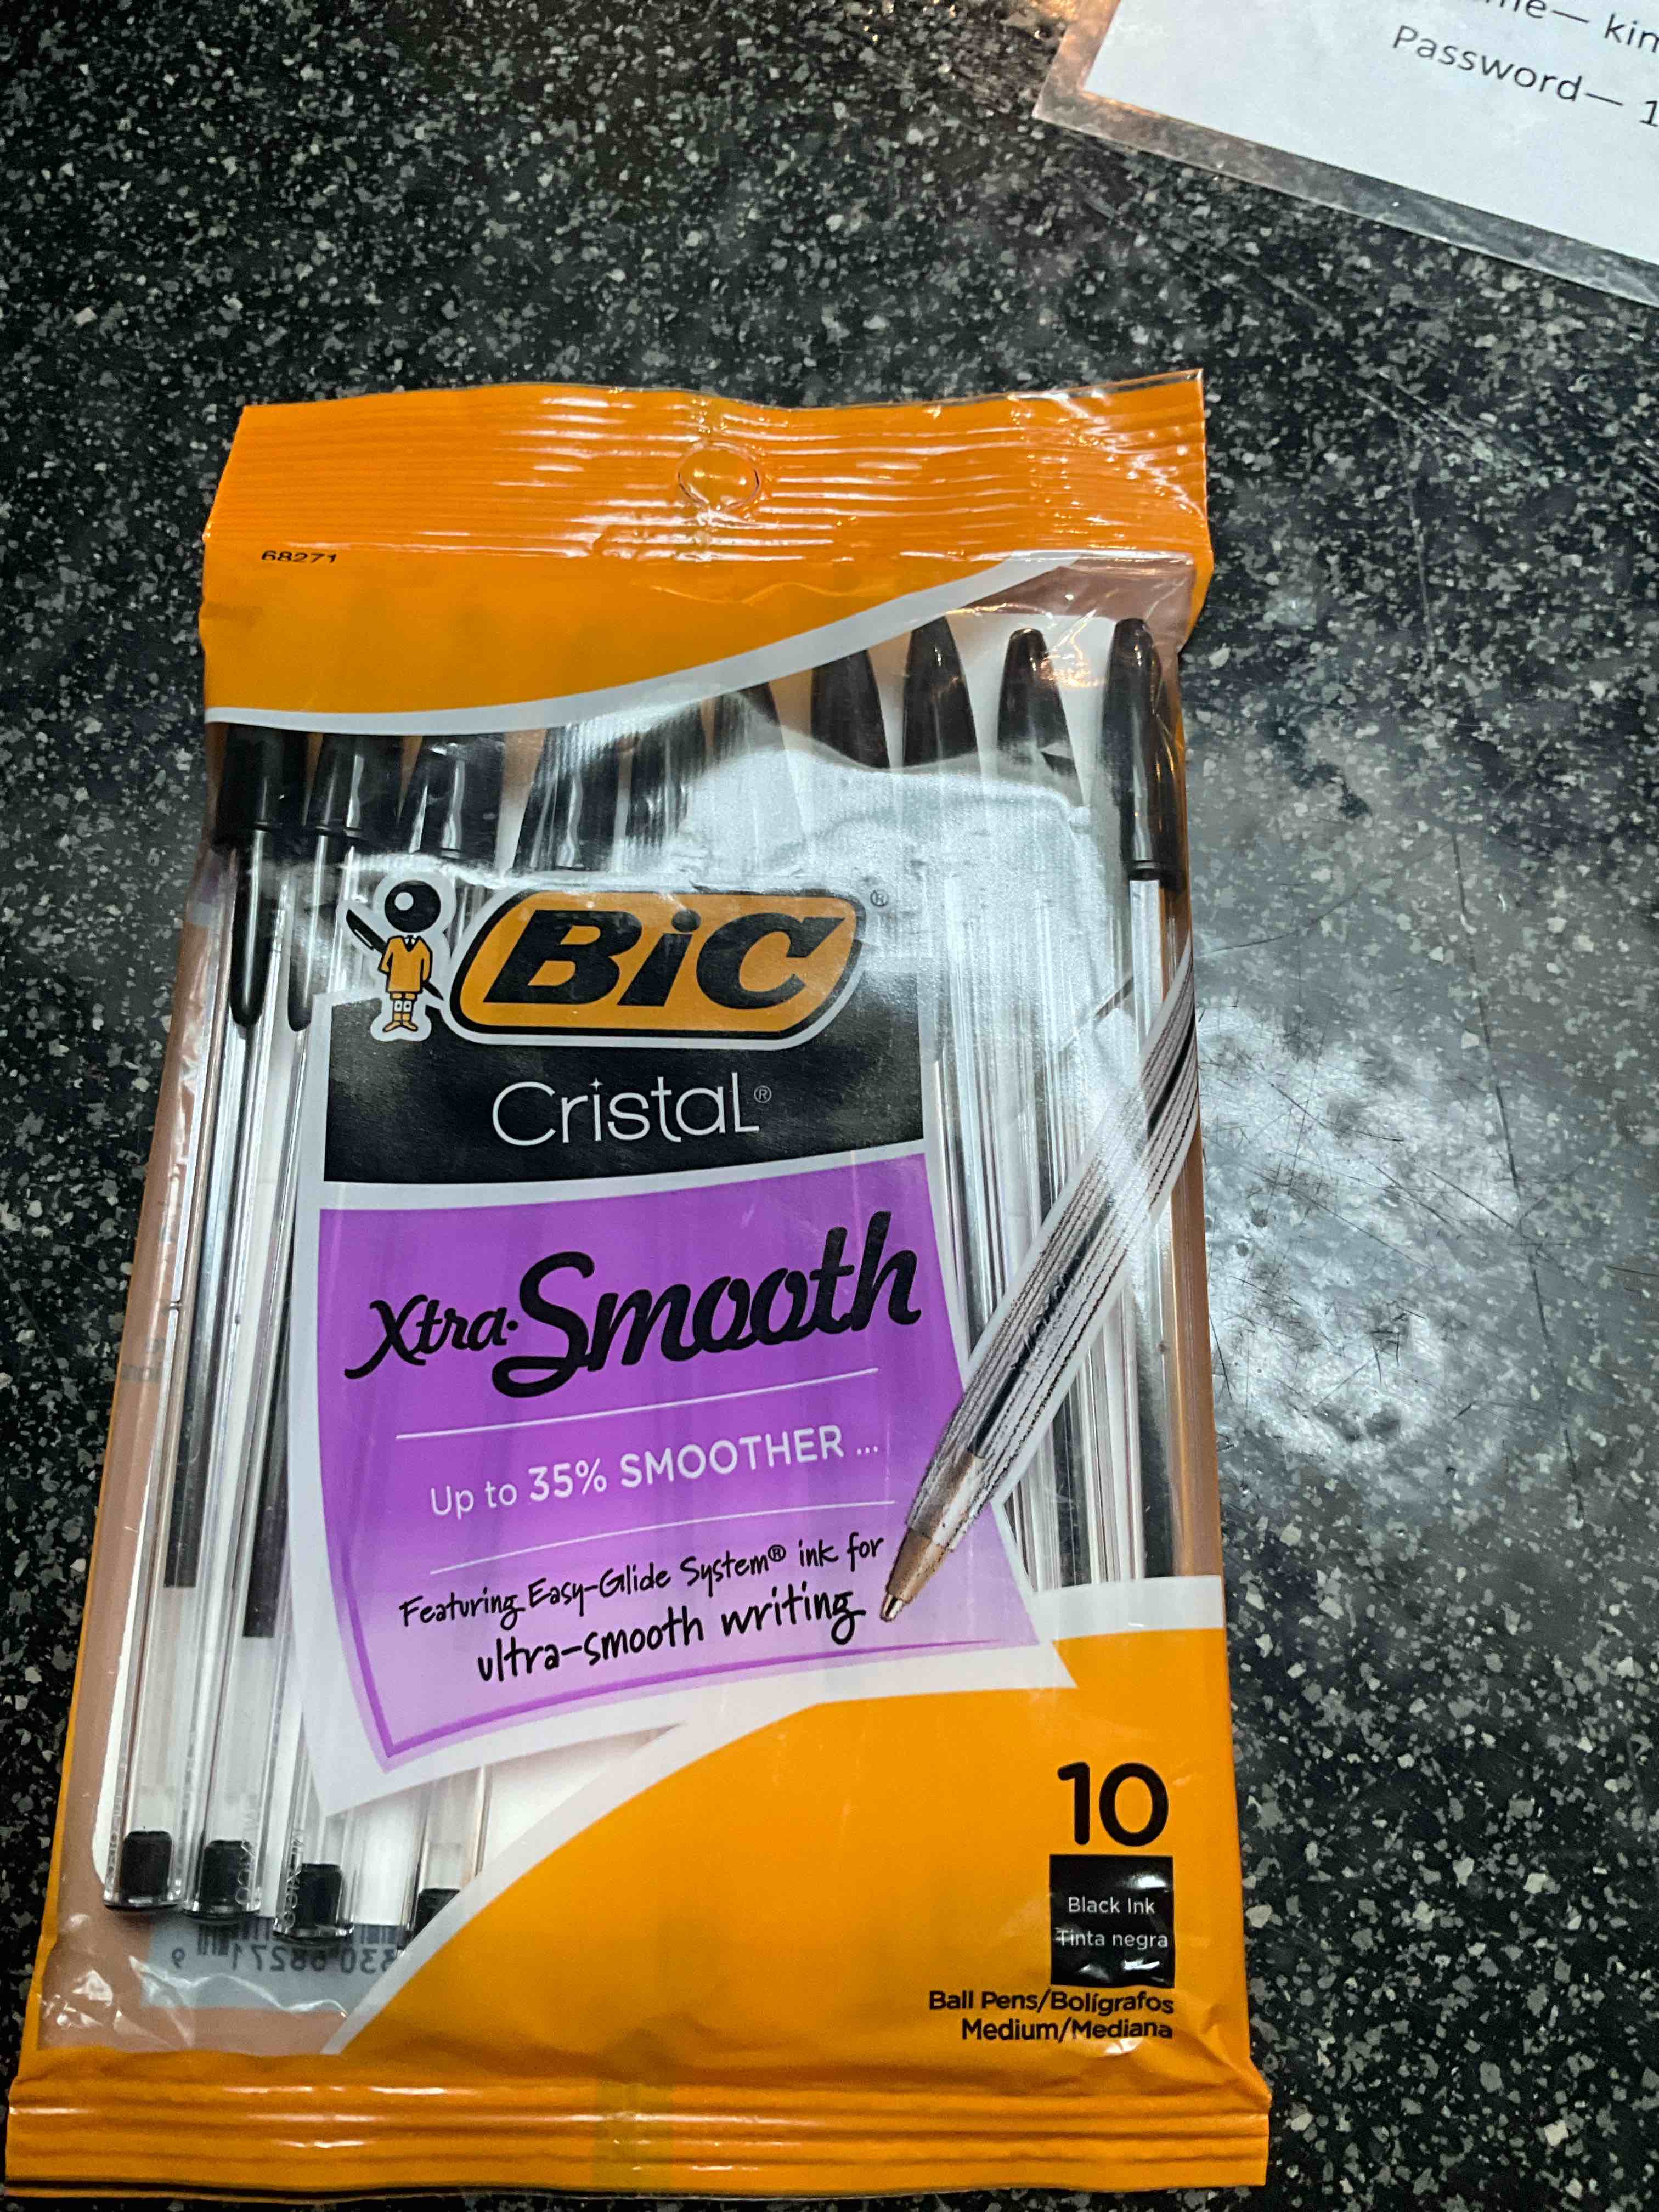 Password— 1
68271
BiC®
Cristal®
Xtra-Smooth
Up to 35% SMOOTHER ...
Featuring Easy-Glide System® ink for
ultra-smooth writing
10
Black Ink
Tinta negra
Ball Pens/Bolígrafos
Medium/Mediana